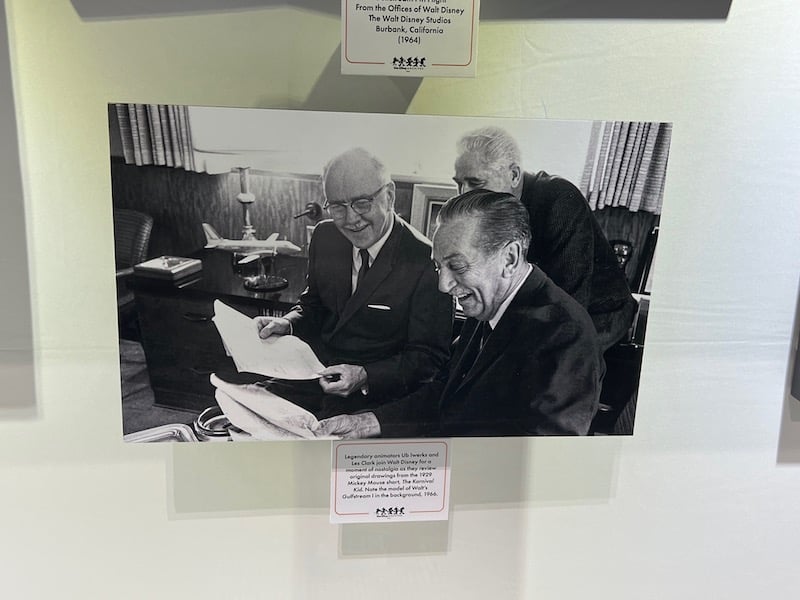 From the Offices of Walt Disney
The Walt Disney Studios
Burbank, California
(1964)
Legendary animators Ub Iwerks and
Les Clark join Walt Disney for a
moment of nostalgia as they review
original drawings from the 1929
Mickey Mouse short, The Karnival
Kid. Note the model of Walt's
Gulfstream I in the background, 1966.